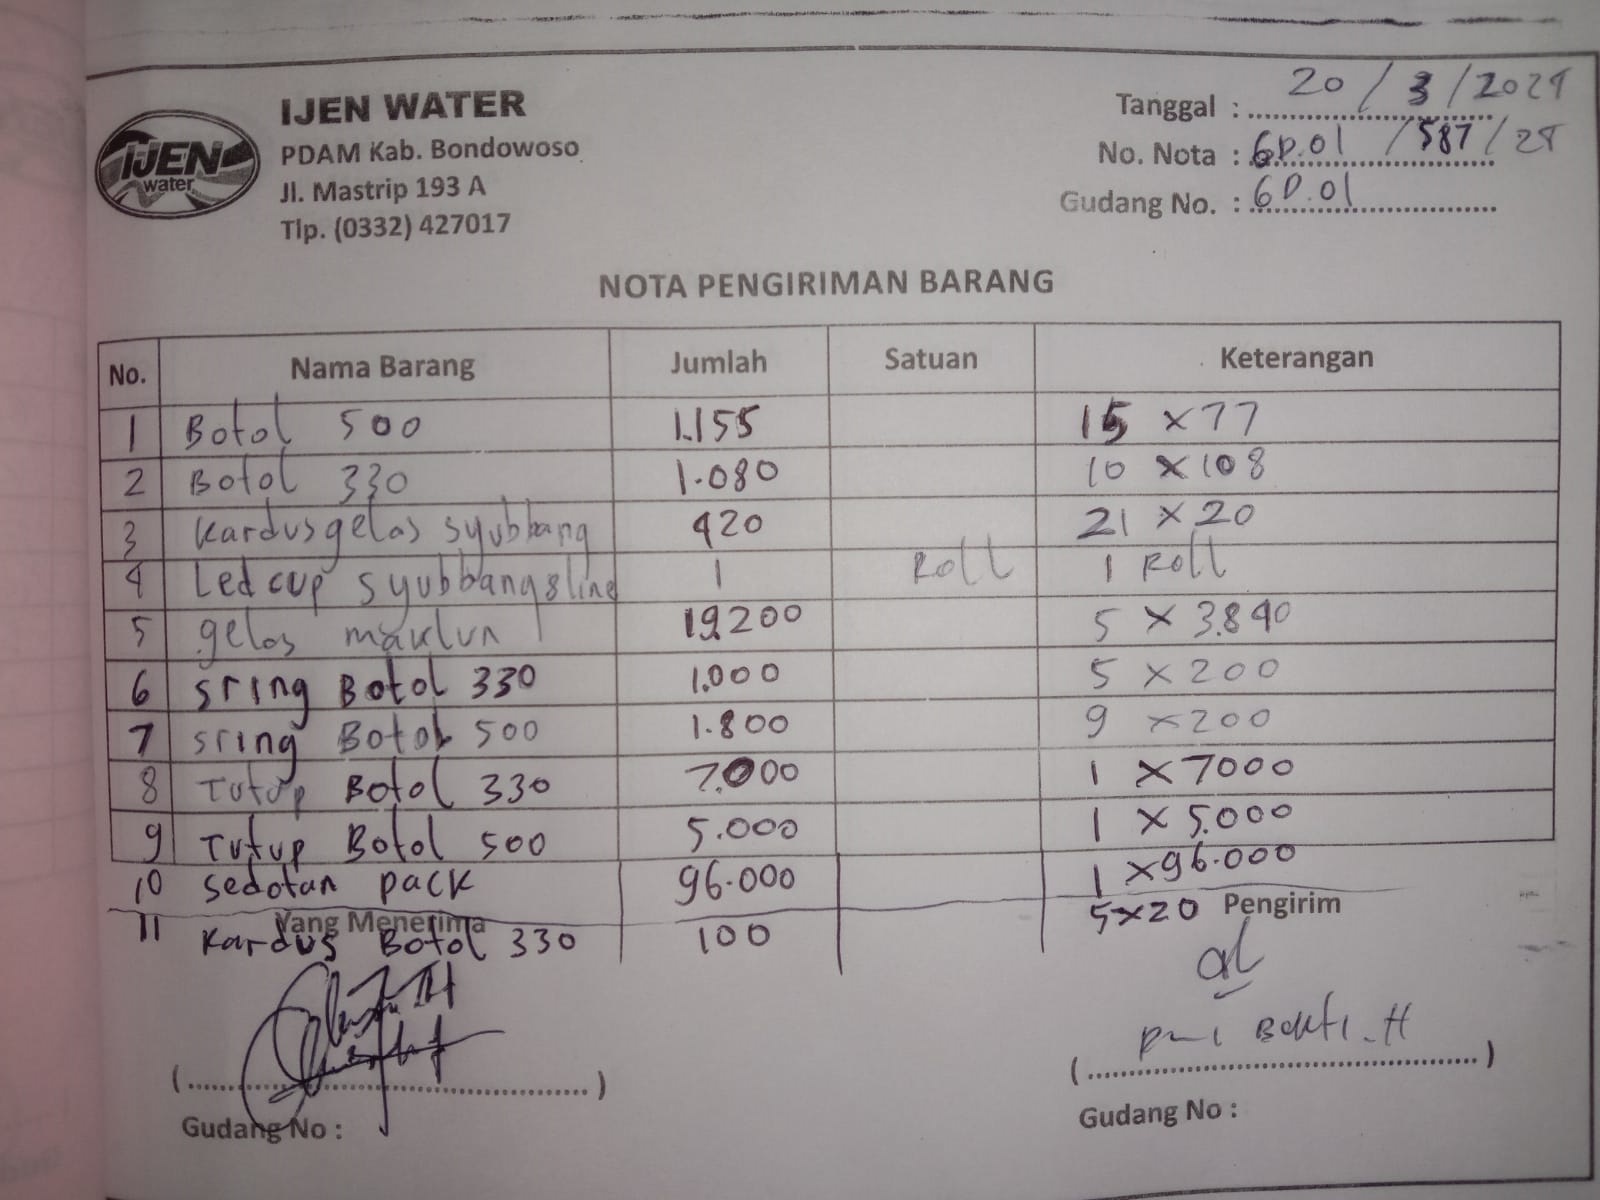 IJEN WATER
PDAM Kab. Bondowoso
Jl. Mastrip 193 A
Tlp. (0332) 427017
IJEN
water
Tanggal : 20 / 3 / 2024
No. Nota : GD.01 / 587 / 24
Gudang No. : GD.01
NOTA PENGIRIMAN BARANG
No. Nama Barang Jumlah Satuan Keterangan
1 Botol 500 1.155 15 x 77
2 Botol 330 1.080 10 x 108
3 Kardus gelas syubbang 420 21 x 20
4 Led cup syubbang 8 line 1 Roll 1 Roll
5 gelas maklun 19200 5 x 3.840
6 sring Botol 330 1.000 5 x 200
7 sring Botol 500 1.800 9 x 200
8 Tutup Botol 330 7.000 1 x 7000
9 Tutup Botol 500 5.000 1 x 5.000
10 sedotan pack 96.000 1 x 96.000
11 Kardus Botol 330 100 5 x 20
Yang Menerima Pengirim
Bakti. H
(..............................) (..............................)
Gudang No : Gudang No :